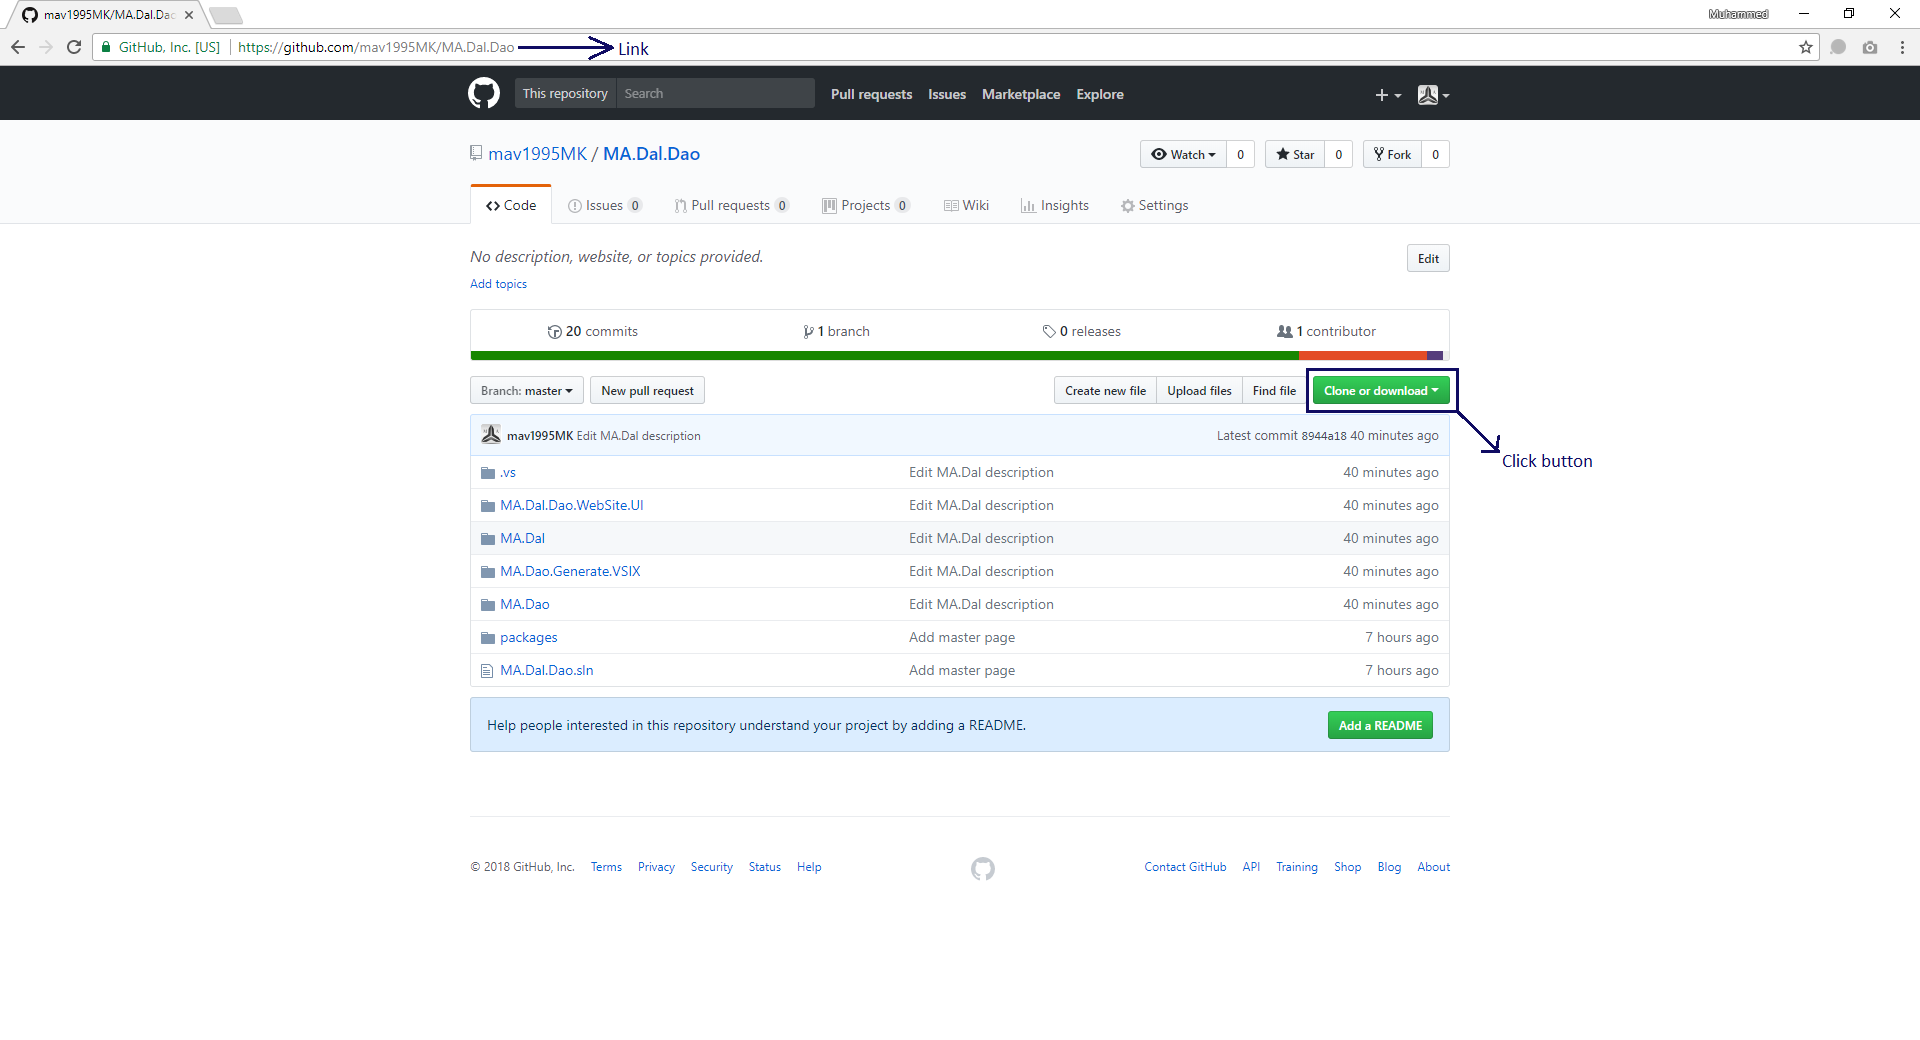 mav1995MK/MA.Dal.Dao
Muhammed
GitHub, Inc. [US] https://github.com/mav1995MK/MA.Dal.Dao Link
This repository Search Pull requests Issues Marketplace Explore
mav1995MK / MA.Dal.Dao
Watch 0 Star 0 Fork 0
Code Issues 0 Pull requests 0 Projects 0 Wiki Insights Settings
No description, website, or topics provided.
Edit
Add topics
20 commits 1 branch 0 releases 1 contributor
Branch: master New pull request Create new file Upload files Find file Clone or download
Click button
mav1995MK Edit MA.Dal description Latest commit 8944a18 40 minutes ago
.vs Edit MA.Dal description 40 minutes ago
MA.Dal.Dao.WebSite.UI Edit MA.Dal description 40 minutes ago
MA.Dal Edit MA.Dal description 40 minutes ago
MA.Dao.Generate.VSIX Edit MA.Dal description 40 minutes ago
MA.Dao Edit MA.Dal description 40 minutes ago
packages Add master page 7 hours ago
MA.Dal.Dao.sln Add master page 7 hours ago
Help people interested in this repository understand your project by adding a README. Add a README
© 2018 GitHub, Inc. Terms Privacy Security Status Help Contact GitHub API Training Shop Blog About